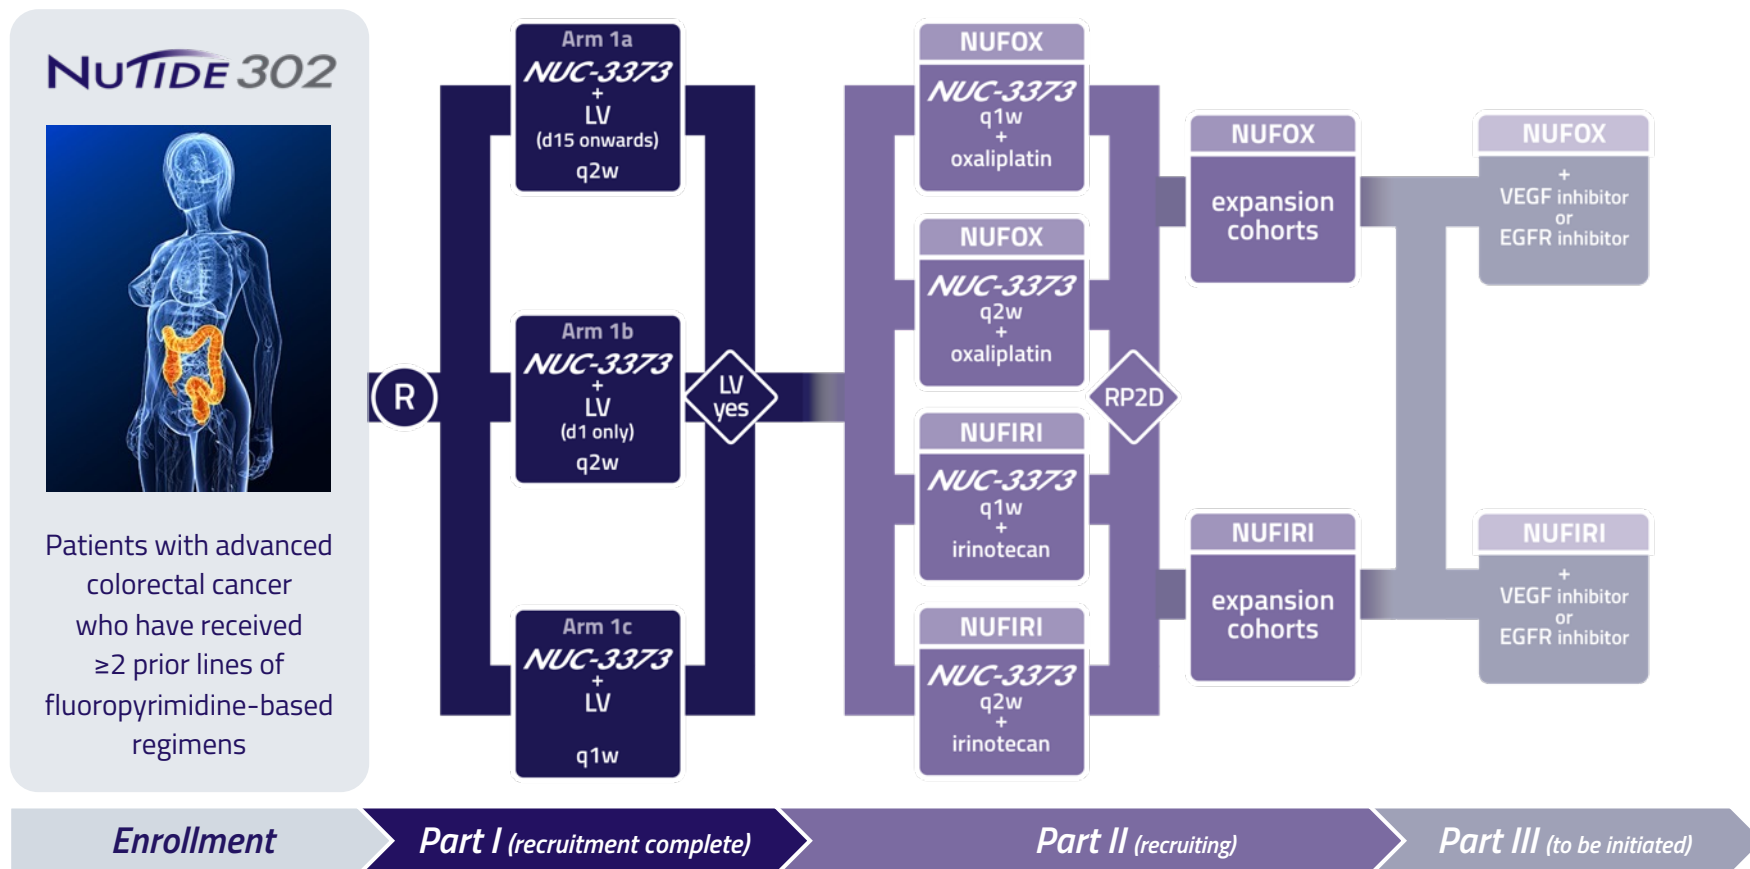 NUTIDE 302
Patients with advanced
colorectal cancer
who have received
≥2 prior lines of
fluoropyrimidine-based
regimens
R
Arm 1a
NUC-3373
+
LV
(d15 onwards)
q2w
Arm 1b
NUC-3373
+
LV
(d1 only)
q2w
Arm 1c
NUC-3373
+
LV
q1w
LV
yes
NUFOX
NUC-3373
q1w
+
oxaliplatin
NUFOX
NUC-3373
q2w
+
oxaliplatin
NUFIRI
NUC-3373
q1w
+
irinotecan
NUFIRI
NUC-3373
q2w
+
irinotecan
RP2D
NUFOX
expansion
cohorts
NUFIRI
expansion
cohorts
NUFOX
+
VEGF inhibitor
or
EGFR inhibitor
NUFIRI
+
VEGF inhibitor
or
EGFR inhibitor
Enrollment
Part I (recruitment complete)
Part II (recruiting)
Part III (to be initiated)